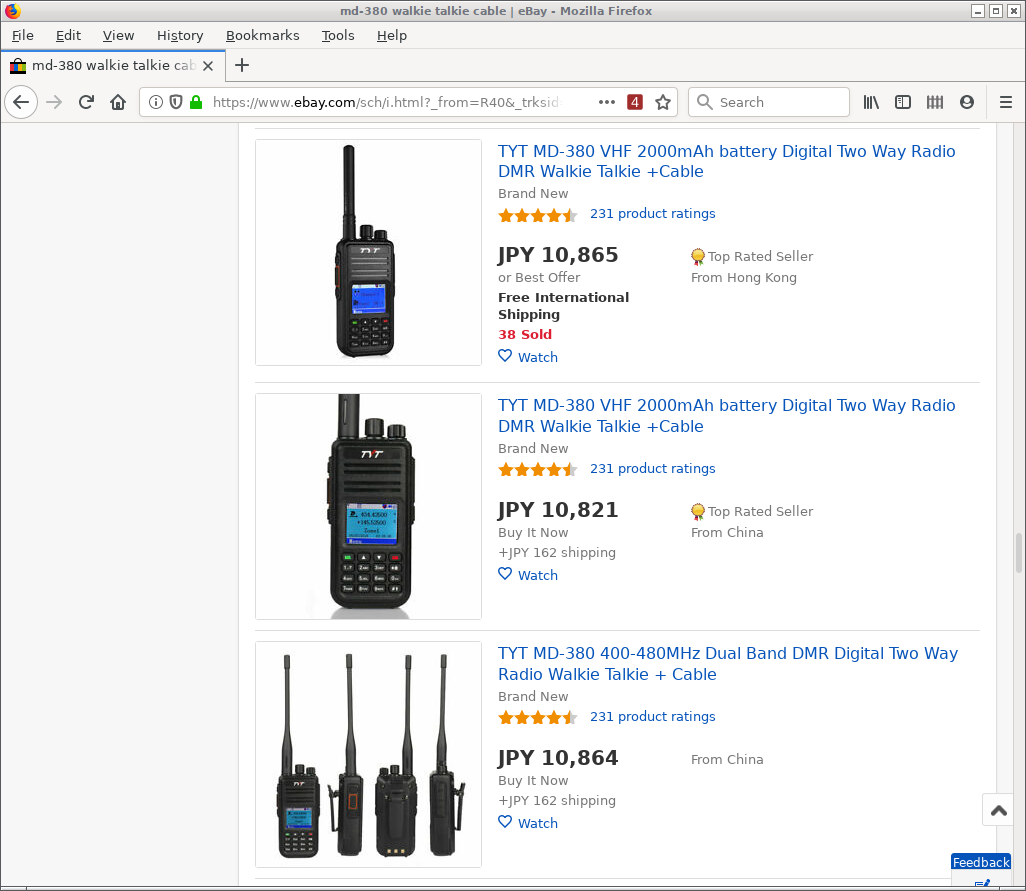 md-380 walkie talkie cable | eBay - Mozilla Firefox
File Edit View History Bookmarks Tools Help
md-380 walkie talkie cab
https://www.ebay.com/sch/i.html?_from=R40&_trksid
4
Search
TYT MD-380 VHF 2000mAh battery Digital Two Way Radio
DMR Walkie Talkie +Cable
Brand New
231 product ratings
JPY 10,865
Top Rated Seller
or Best Offer
From Hong Kong
Free International
Shipping
38 Sold
Watch
TYT
TYT MD-380 VHF 2000mAh battery Digital Two Way Radio
DMR Walkie Talkie +Cable
Brand New
231 product ratings
JPY 10,821
Top Rated Seller
Buy It Now
From China
+JPY 162 shipping
Watch
TYT
TYT MD-380 400-480MHz Dual Band DMR Digital Two Way
Radio Walkie Talkie + Cable
Brand New
231 product ratings
JPY 10,864
From China
Buy It Now
+JPY 162 shipping
Watch
TYT
Feedback